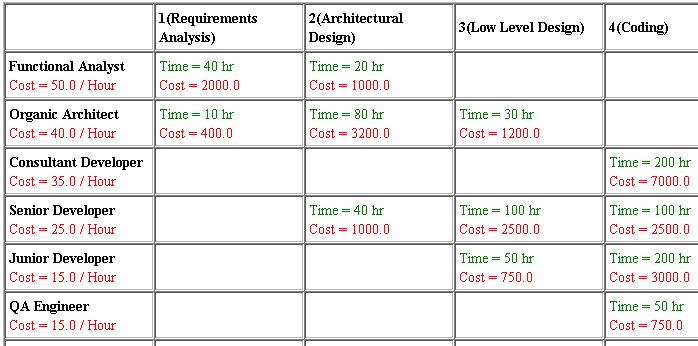 1(Requirements Analysis) 2(Architectural Design) 3(Low Level Design) 4(Coding)
Functional Analyst Time = 40 hr Time = 20 hr
Cost = 50.0 / Hour Cost = 2000.0 Cost = 1000.0
Organic Architect Time = 10 hr Time = 80 hr Time = 30 hr
Cost = 40.0 / Hour Cost = 400.0 Cost = 3200.0 Cost = 1200.0
Consultant Developer Time = 200 hr
Cost = 35.0 / Hour Cost = 7000.0
Senior Developer Time = 40 hr Time = 100 hr Time = 100 hr
Cost = 25.0 / Hour Cost = 1000.0 Cost = 2500.0 Cost = 2500.0
Junior Developer Time = 50 hr Time = 200 hr
Cost = 15.0 / Hour Cost = 750.0 Cost = 3000.0
QA Engineer Time = 50 hr
Cost = 15.0 / Hour Cost = 750.0